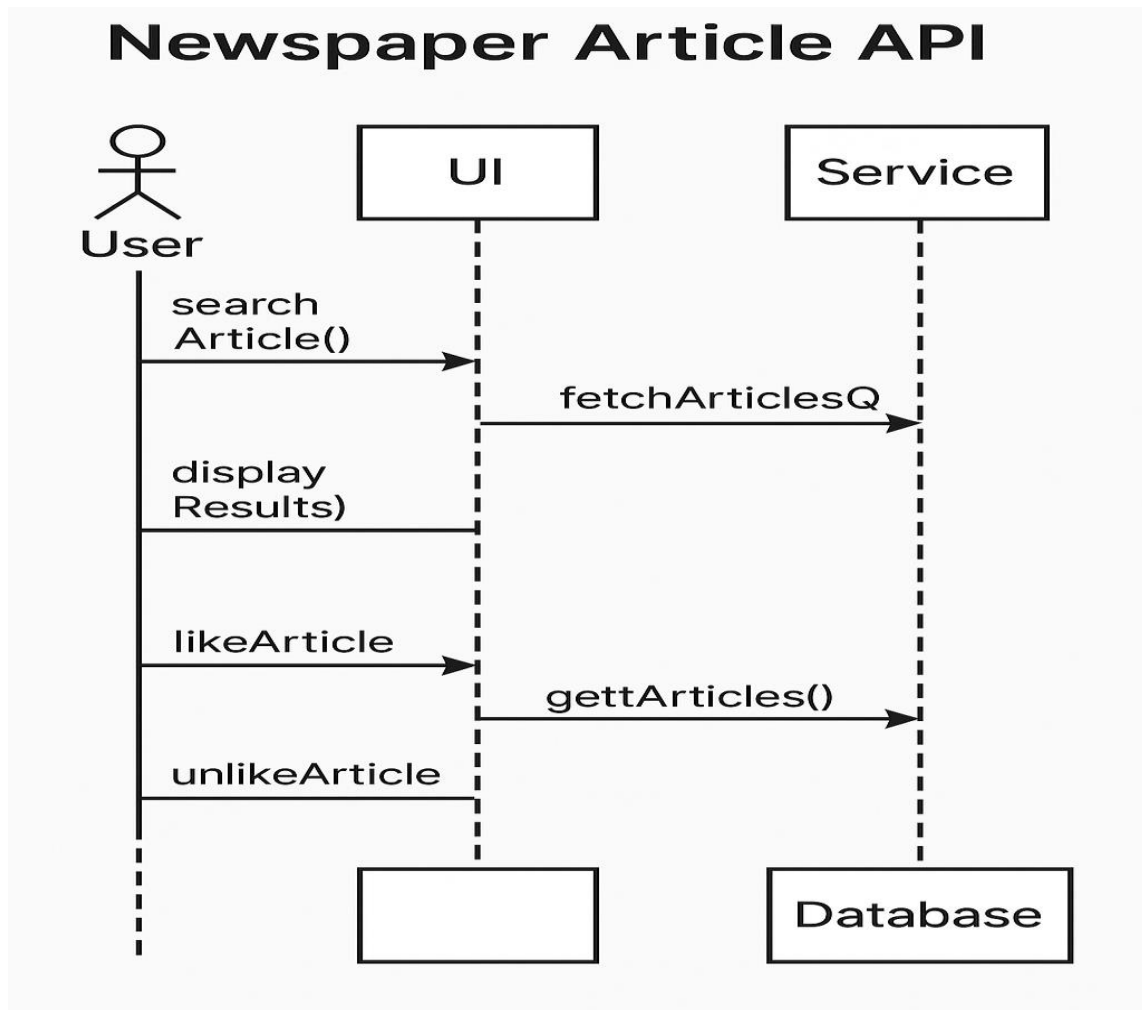 Newspaper Article API
UI
Service
User
search
Article()
fetchArticlesQ
display
Results)
likeArticle
gettArticles()
unlikeArticle
Database